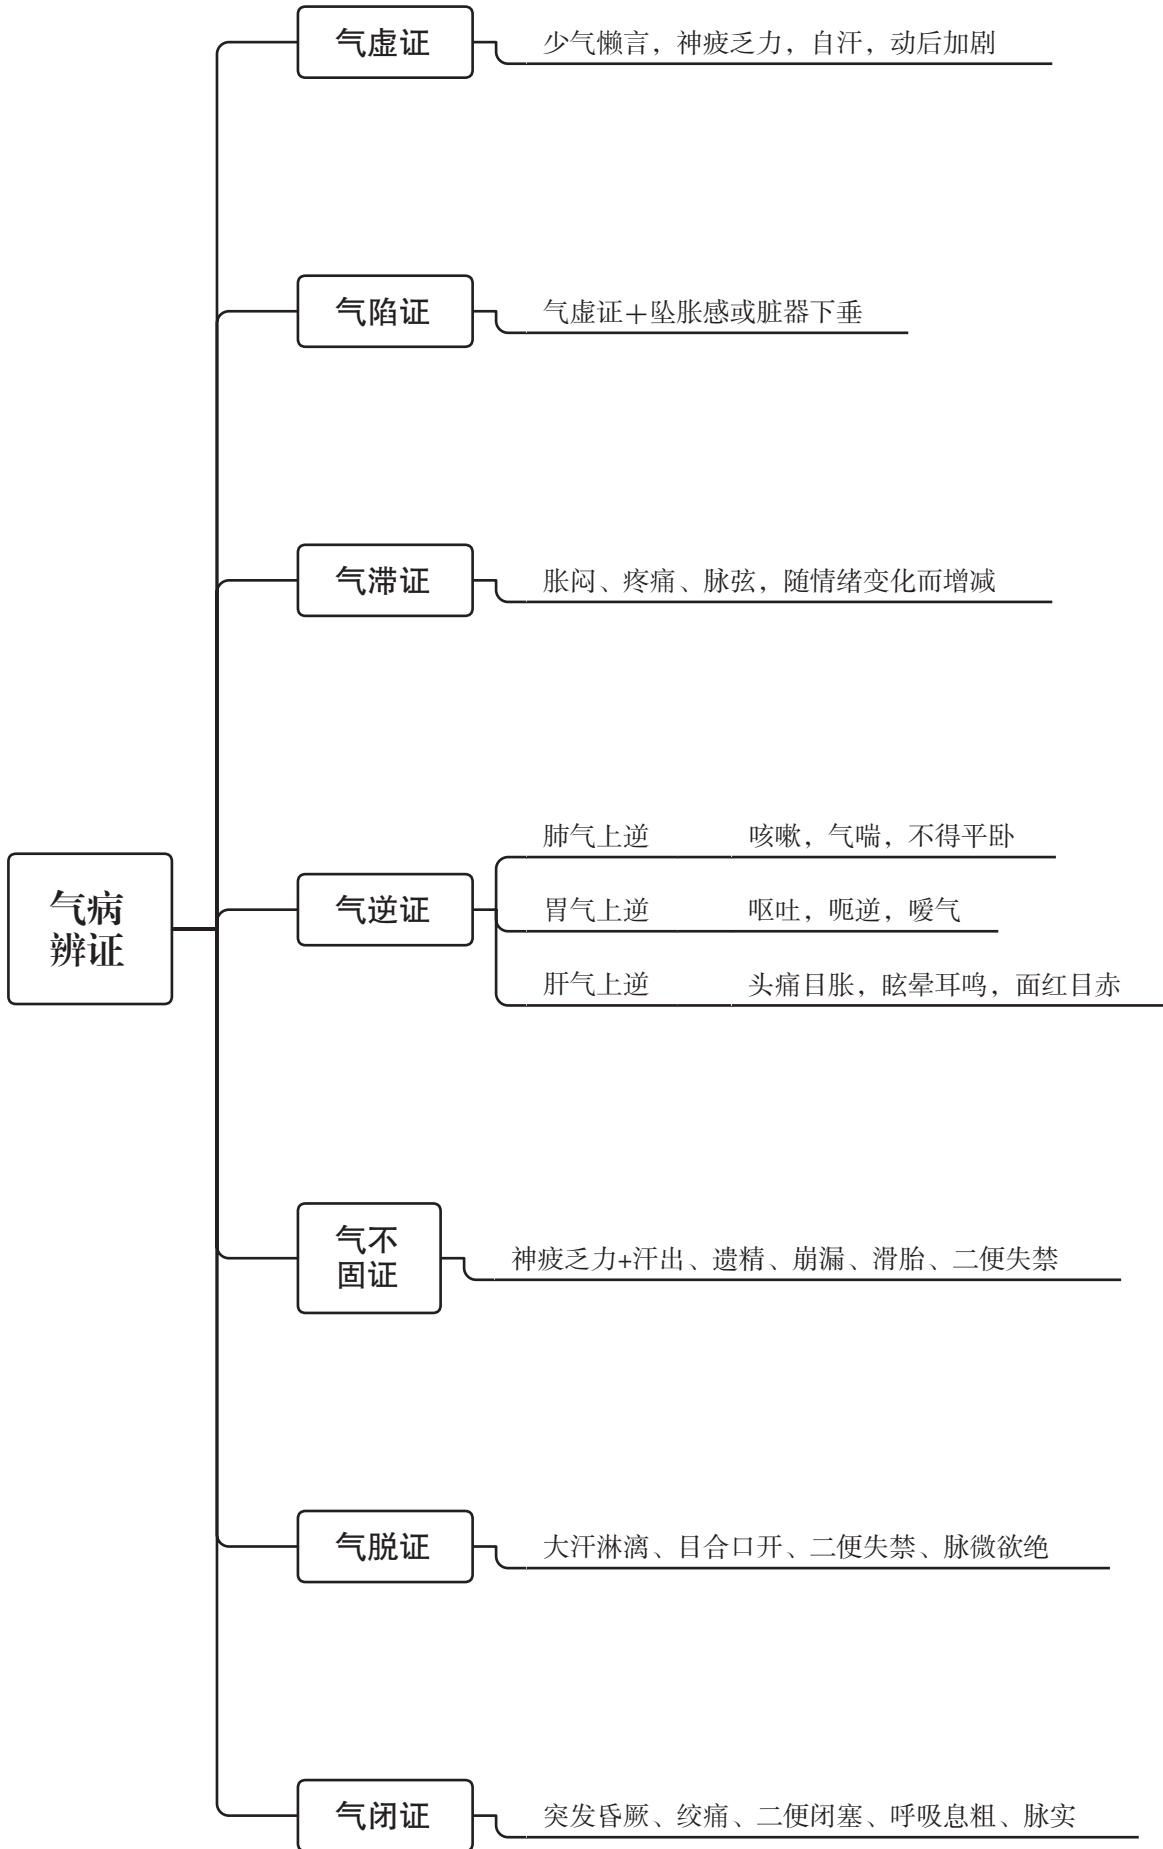 气虚证
少气懒言，神疲乏力，自汗，动后加剧
气陷证
气虚证＋坠胀感或脏器下垂
气滞证
胀闷、疼痛、脉弦，随情绪变化而增减
肺气上逆 咳嗽，气喘，不得平卧
气病
辨证
气逆证
胃气上逆 呕吐，呃逆，嗳气
肝气上逆 头痛目胀，眩晕耳鸣，面红目赤
气不
固证
神疲乏力+汗出、遗精、崩漏、滑胎、二便失禁
气脱证
大汗淋漓、目合口开、二便失禁、脉微欲绝
气闭证
突发昏厥、绞痛、二便闭塞、呼吸息粗、脉实